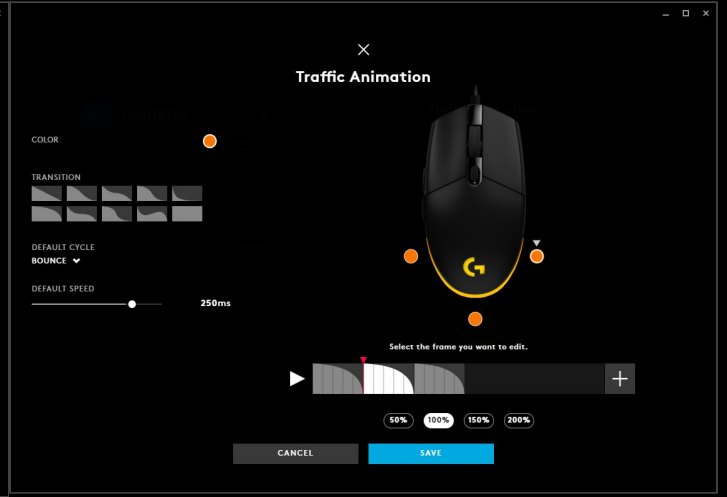 Traffic Animation
COLOR
TRANSITION
DEFAULT CYCLE
BOUNCE
DEFAULT SPEED
250ms
G
Select the frame you want to edit.
50% 100% 150% 200%
CANCEL SAVE